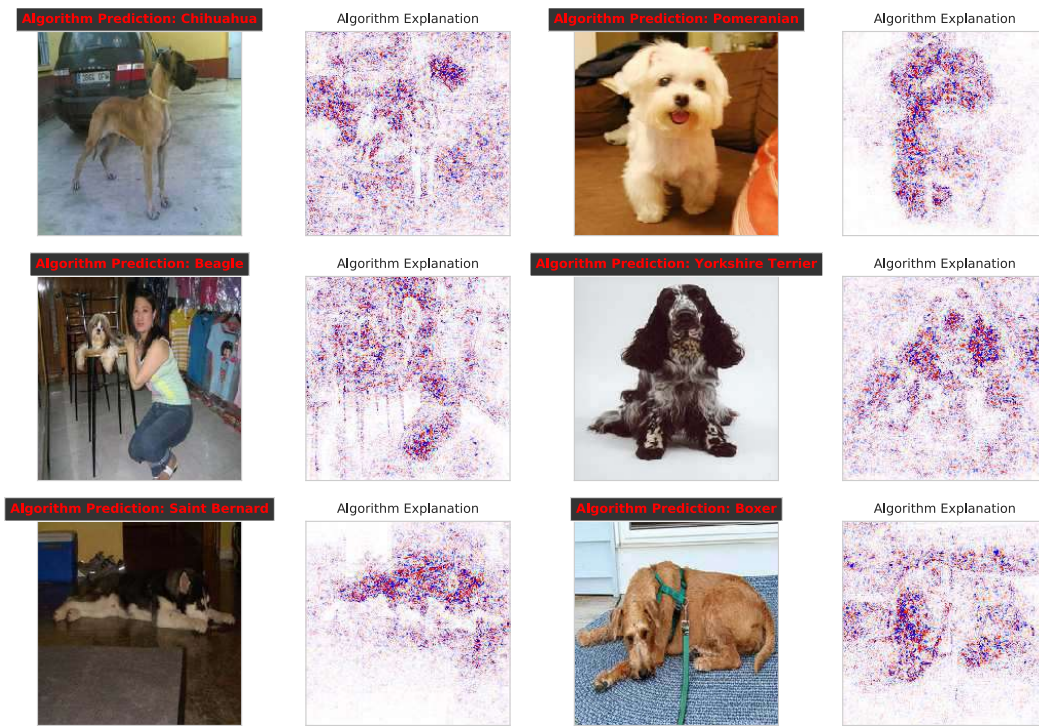 Algorithm Prediction: Chihuahua
Algorithm Explanation
Algorithm Prediction: Pomeranian
Algorithm Explanation
Algorithm Prediction: Beagle
Algorithm Explanation
Algorithm Prediction: Yorkshire Terrier
Algorithm Explanation
Algorithm Prediction: Saint Bernard
Algorithm Explanation
Algorithm Prediction: Boxer
Algorithm Explanation